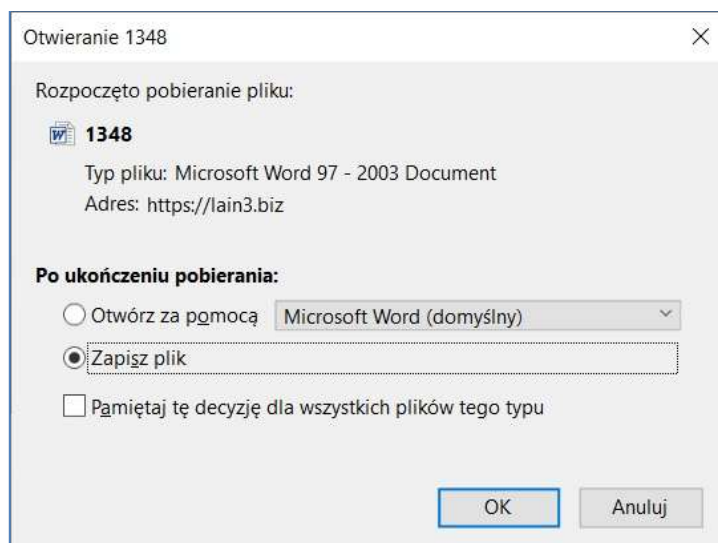 Otwieranie 1348
Rozpoczęto pobieranie pliku:
1348
Typ pliku: Microsoft Word 97 - 2003 Document
Adres: https://lain3.biz
Po ukończeniu pobierania:
Otwórz za pomocą Microsoft Word (domyślny)
Zapisz plik
Pamiętaj tę decyzję dla wszystkich plików tego typu
OK Anuluj